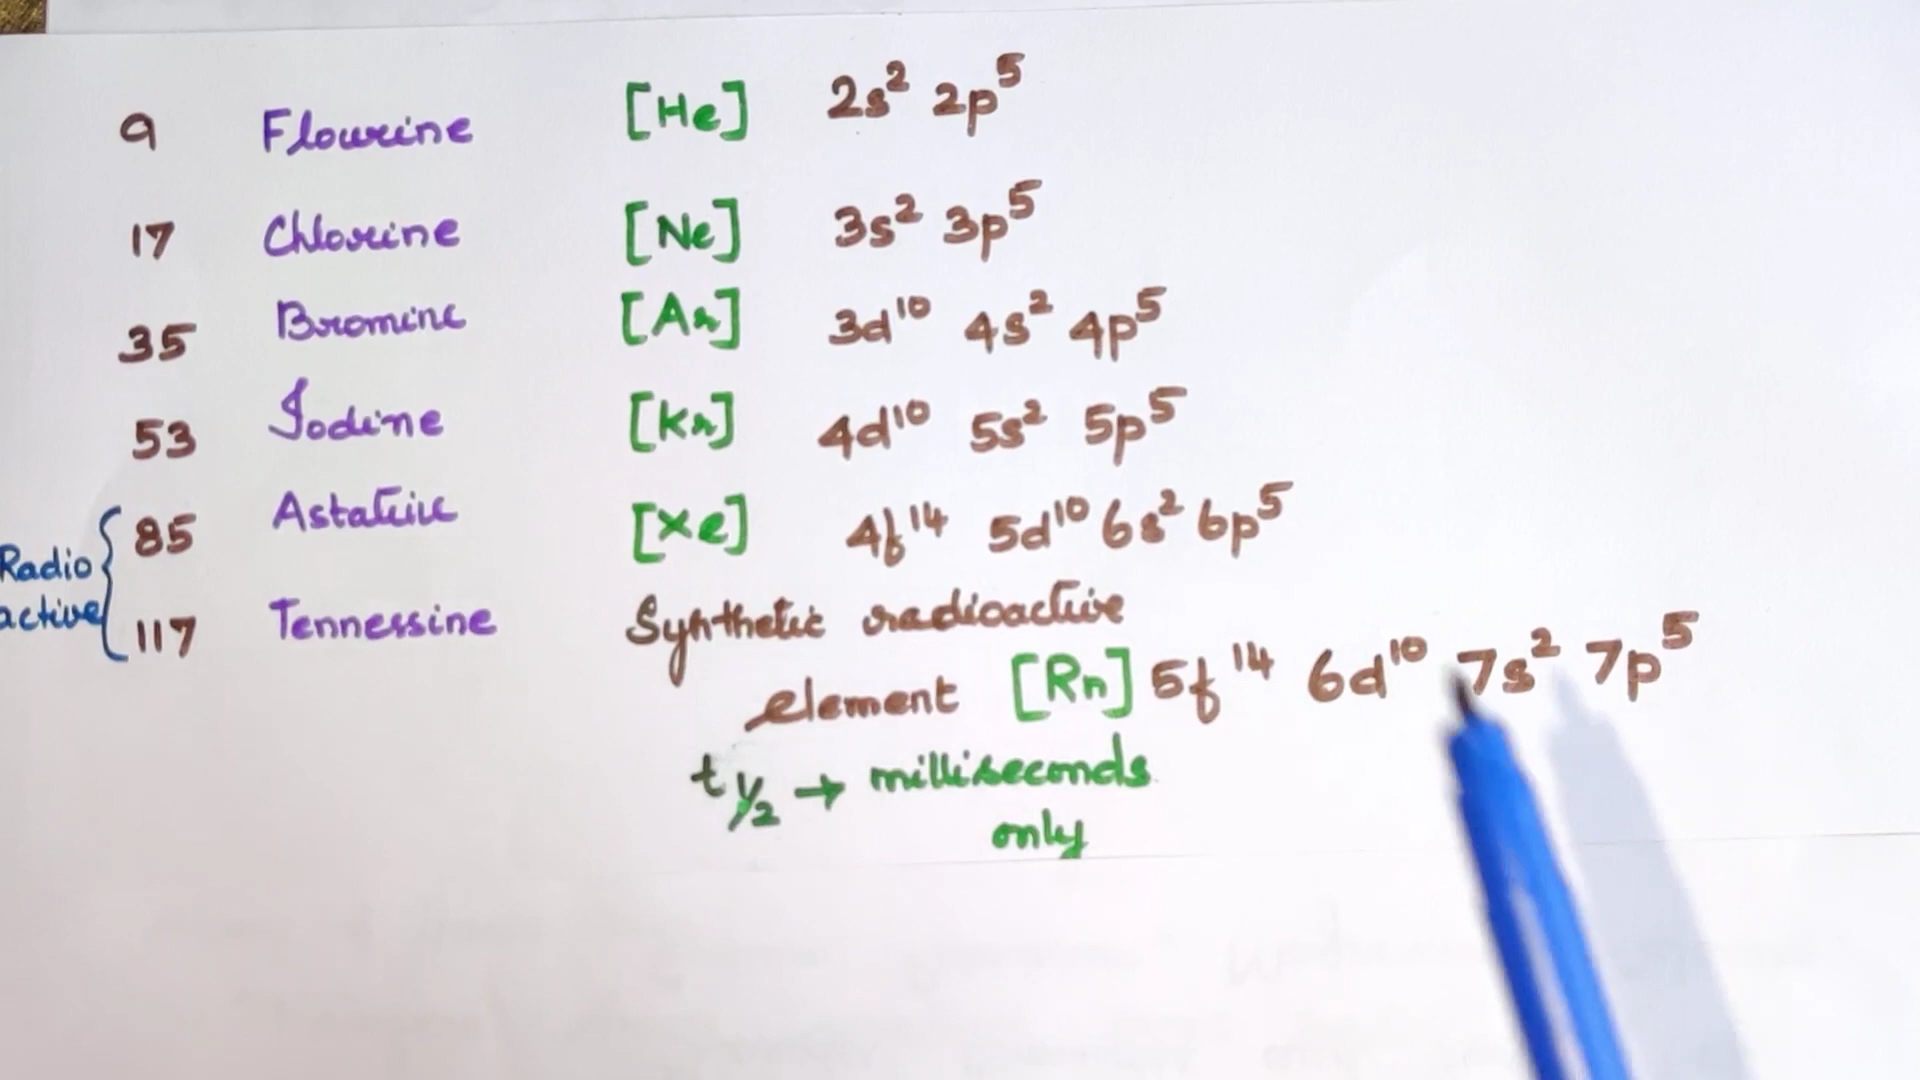 9 Flourine [He] 2s² 2p⁵
17 Chlorine [Ne] 3s² 3p⁵
35 Bromine [Ar] 3d¹⁰ 4s² 4p⁵
53 Iodine [Kr] 4d¹⁰ 5s² 5p⁵
85 Astatine [Xe] 4f¹⁴ 5d¹⁰ 6s² 6p⁵
Radio
active
117 Tennessine Synthetic radioactive
element [Rn] 5f¹⁴ 6d¹⁰ 7s² 7p⁵
t½ → milliseconds
only